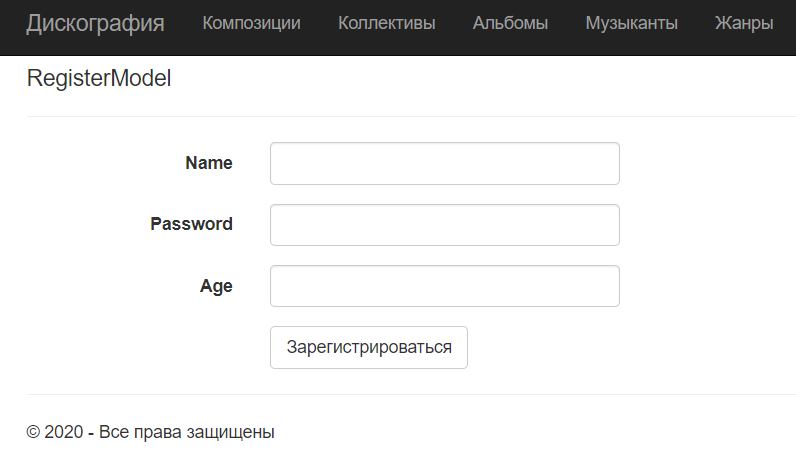 Дискография Композиции Коллективы Альбомы Музыканты Жанры
RegisterModel
Name
Password
Age
Зарегистрироваться
© 2020 - Все права защищены